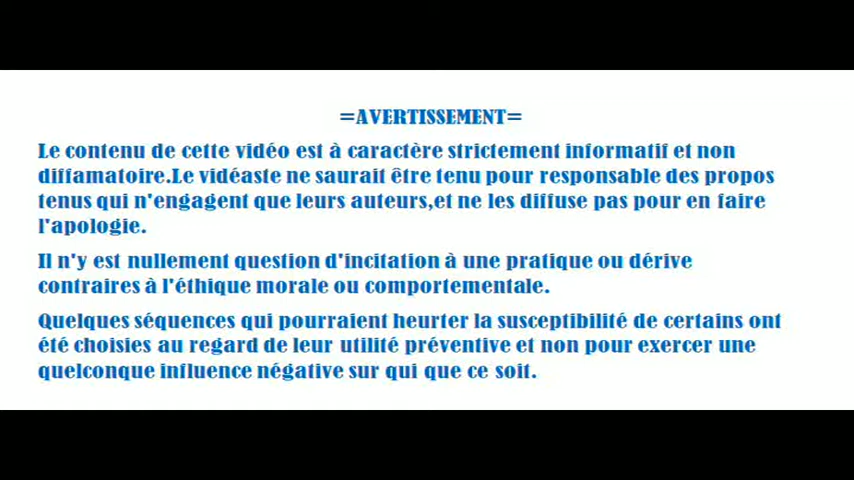 =AVERTISSEMENT=
Le contenu de cette vidéo est à caractère strictement informatif et non
diffamatoire.Le vidéaste ne saurait être tenu pour responsable des propos
tenus qui n'engagent que leurs auteurs,et ne les diffuse pas pour en faire
l'apologie.
Il n'y est nullement question d'incitation à une pratique ou dérive
contraires à l'éthique morale ou comportementale.
Quelques séquences qui pourraient heurter la susceptibilité de certains ont
été choisies au regard de leur utilité préventive et non pour exercer une
quelconque influence négative sur qui que ce soit.